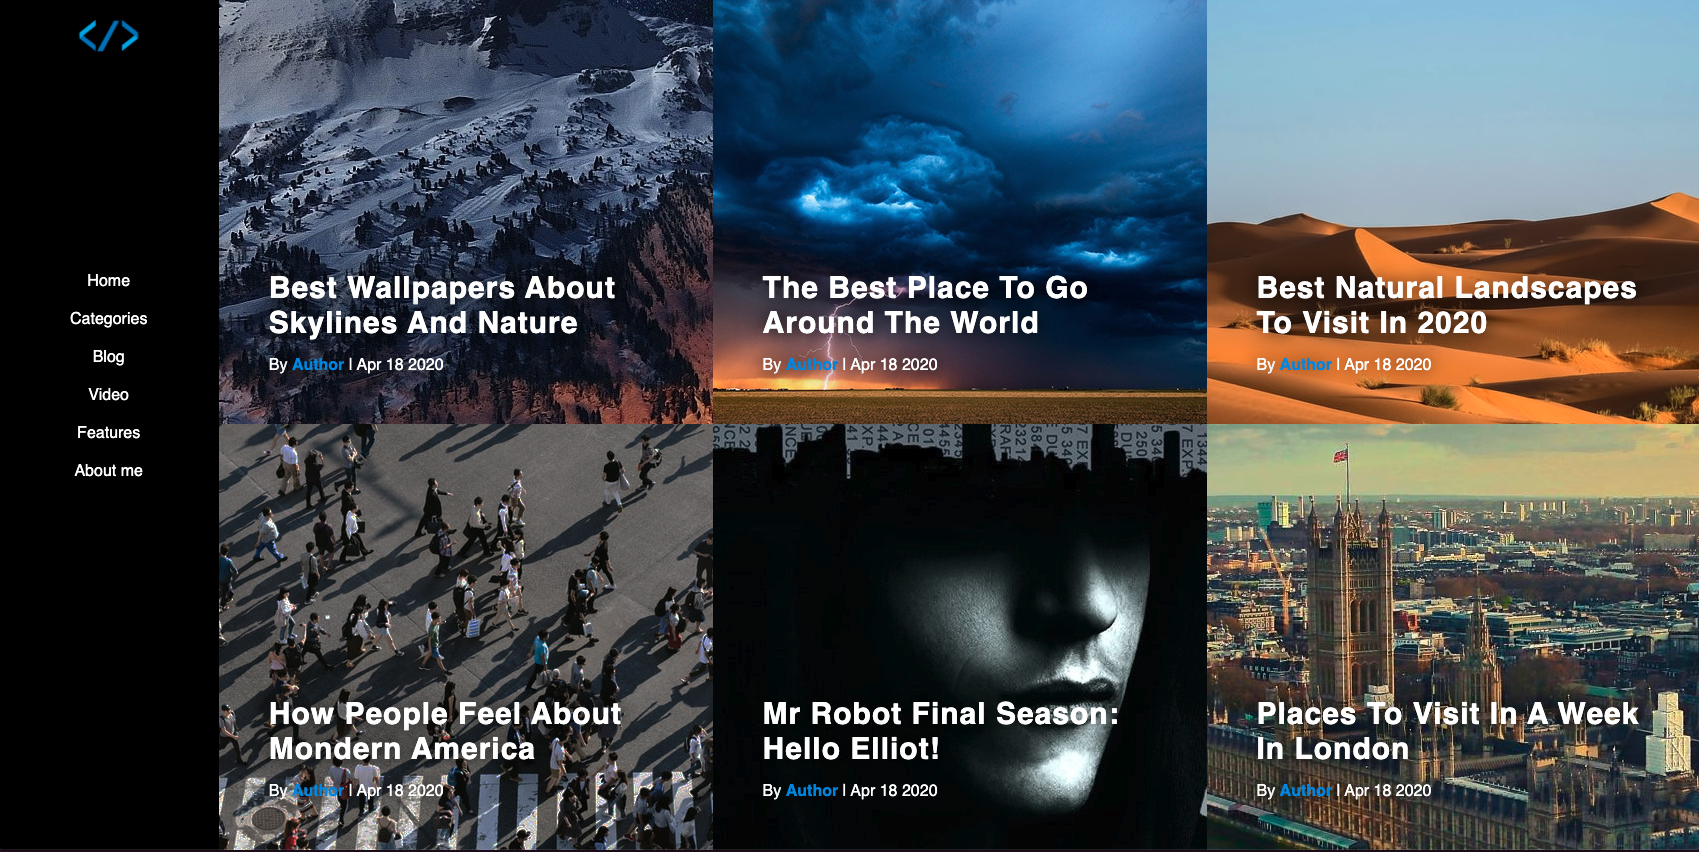 </>
Home
Categories
Blog
Video
Features
About me
Best Wallpapers About
Skylines And Nature
By Author | Apr 18 2020
The Best Place To Go
Around The World
By Author | Apr 18 2020
Best Natural Landscapes
To Visit In 2020
By Author | Apr 18 2020
How People Feel About
Mondern America
By Author | Apr 18 2020
Mr Robot Final Season:
Hello Elliot!
By Author | Apr 18 2020
Places To Visit In A Week
In London
By Author | Apr 18 2020